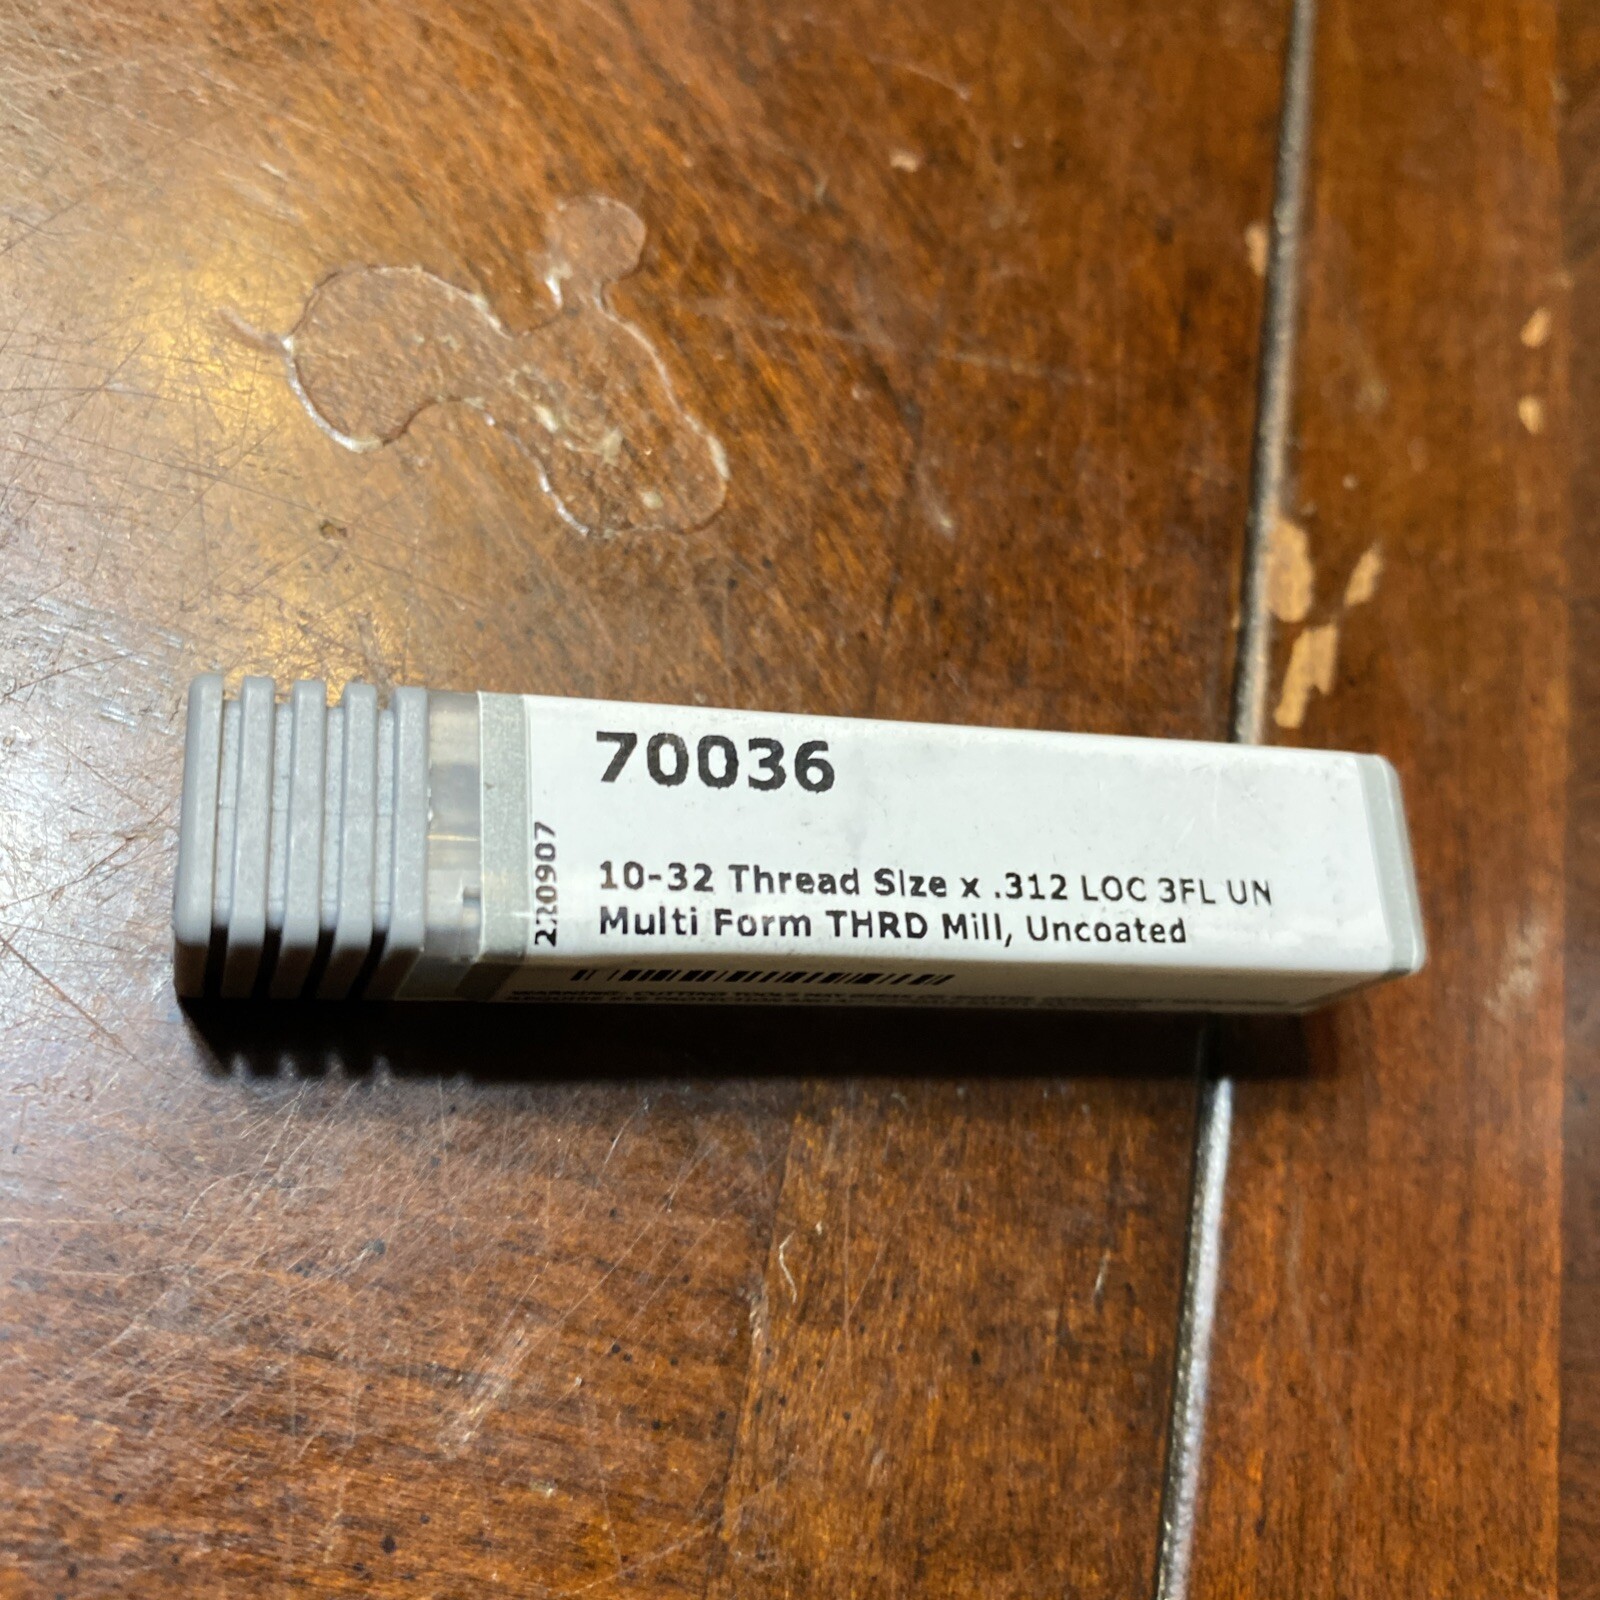 70036
220907
10-32 Thread Size x .312 LOC 3FL UN
Multi Form THRD Mill, Uncoated